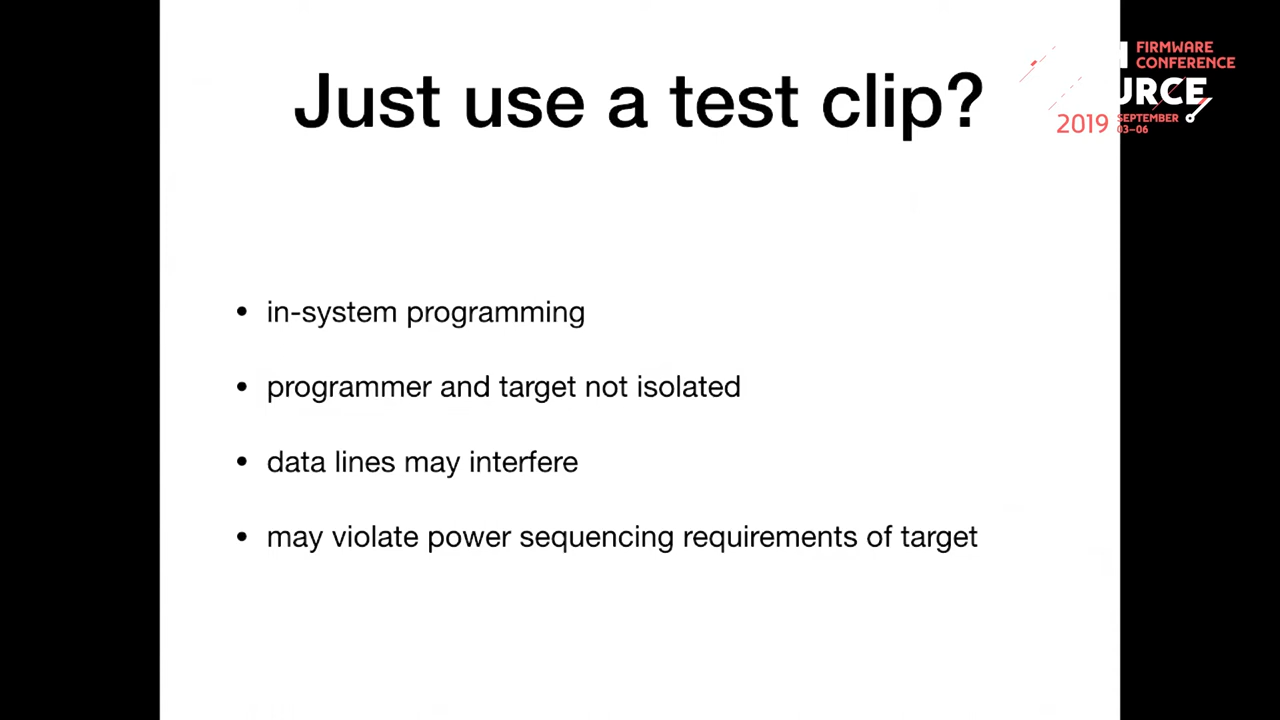 Just use a test clip?
FIRMWARE
CONFERENCE
2019
SEPTEMBER
03–06
• in-system programming
• programmer and target not isolated
• data lines may interfere
• may violate power sequencing requirements of target